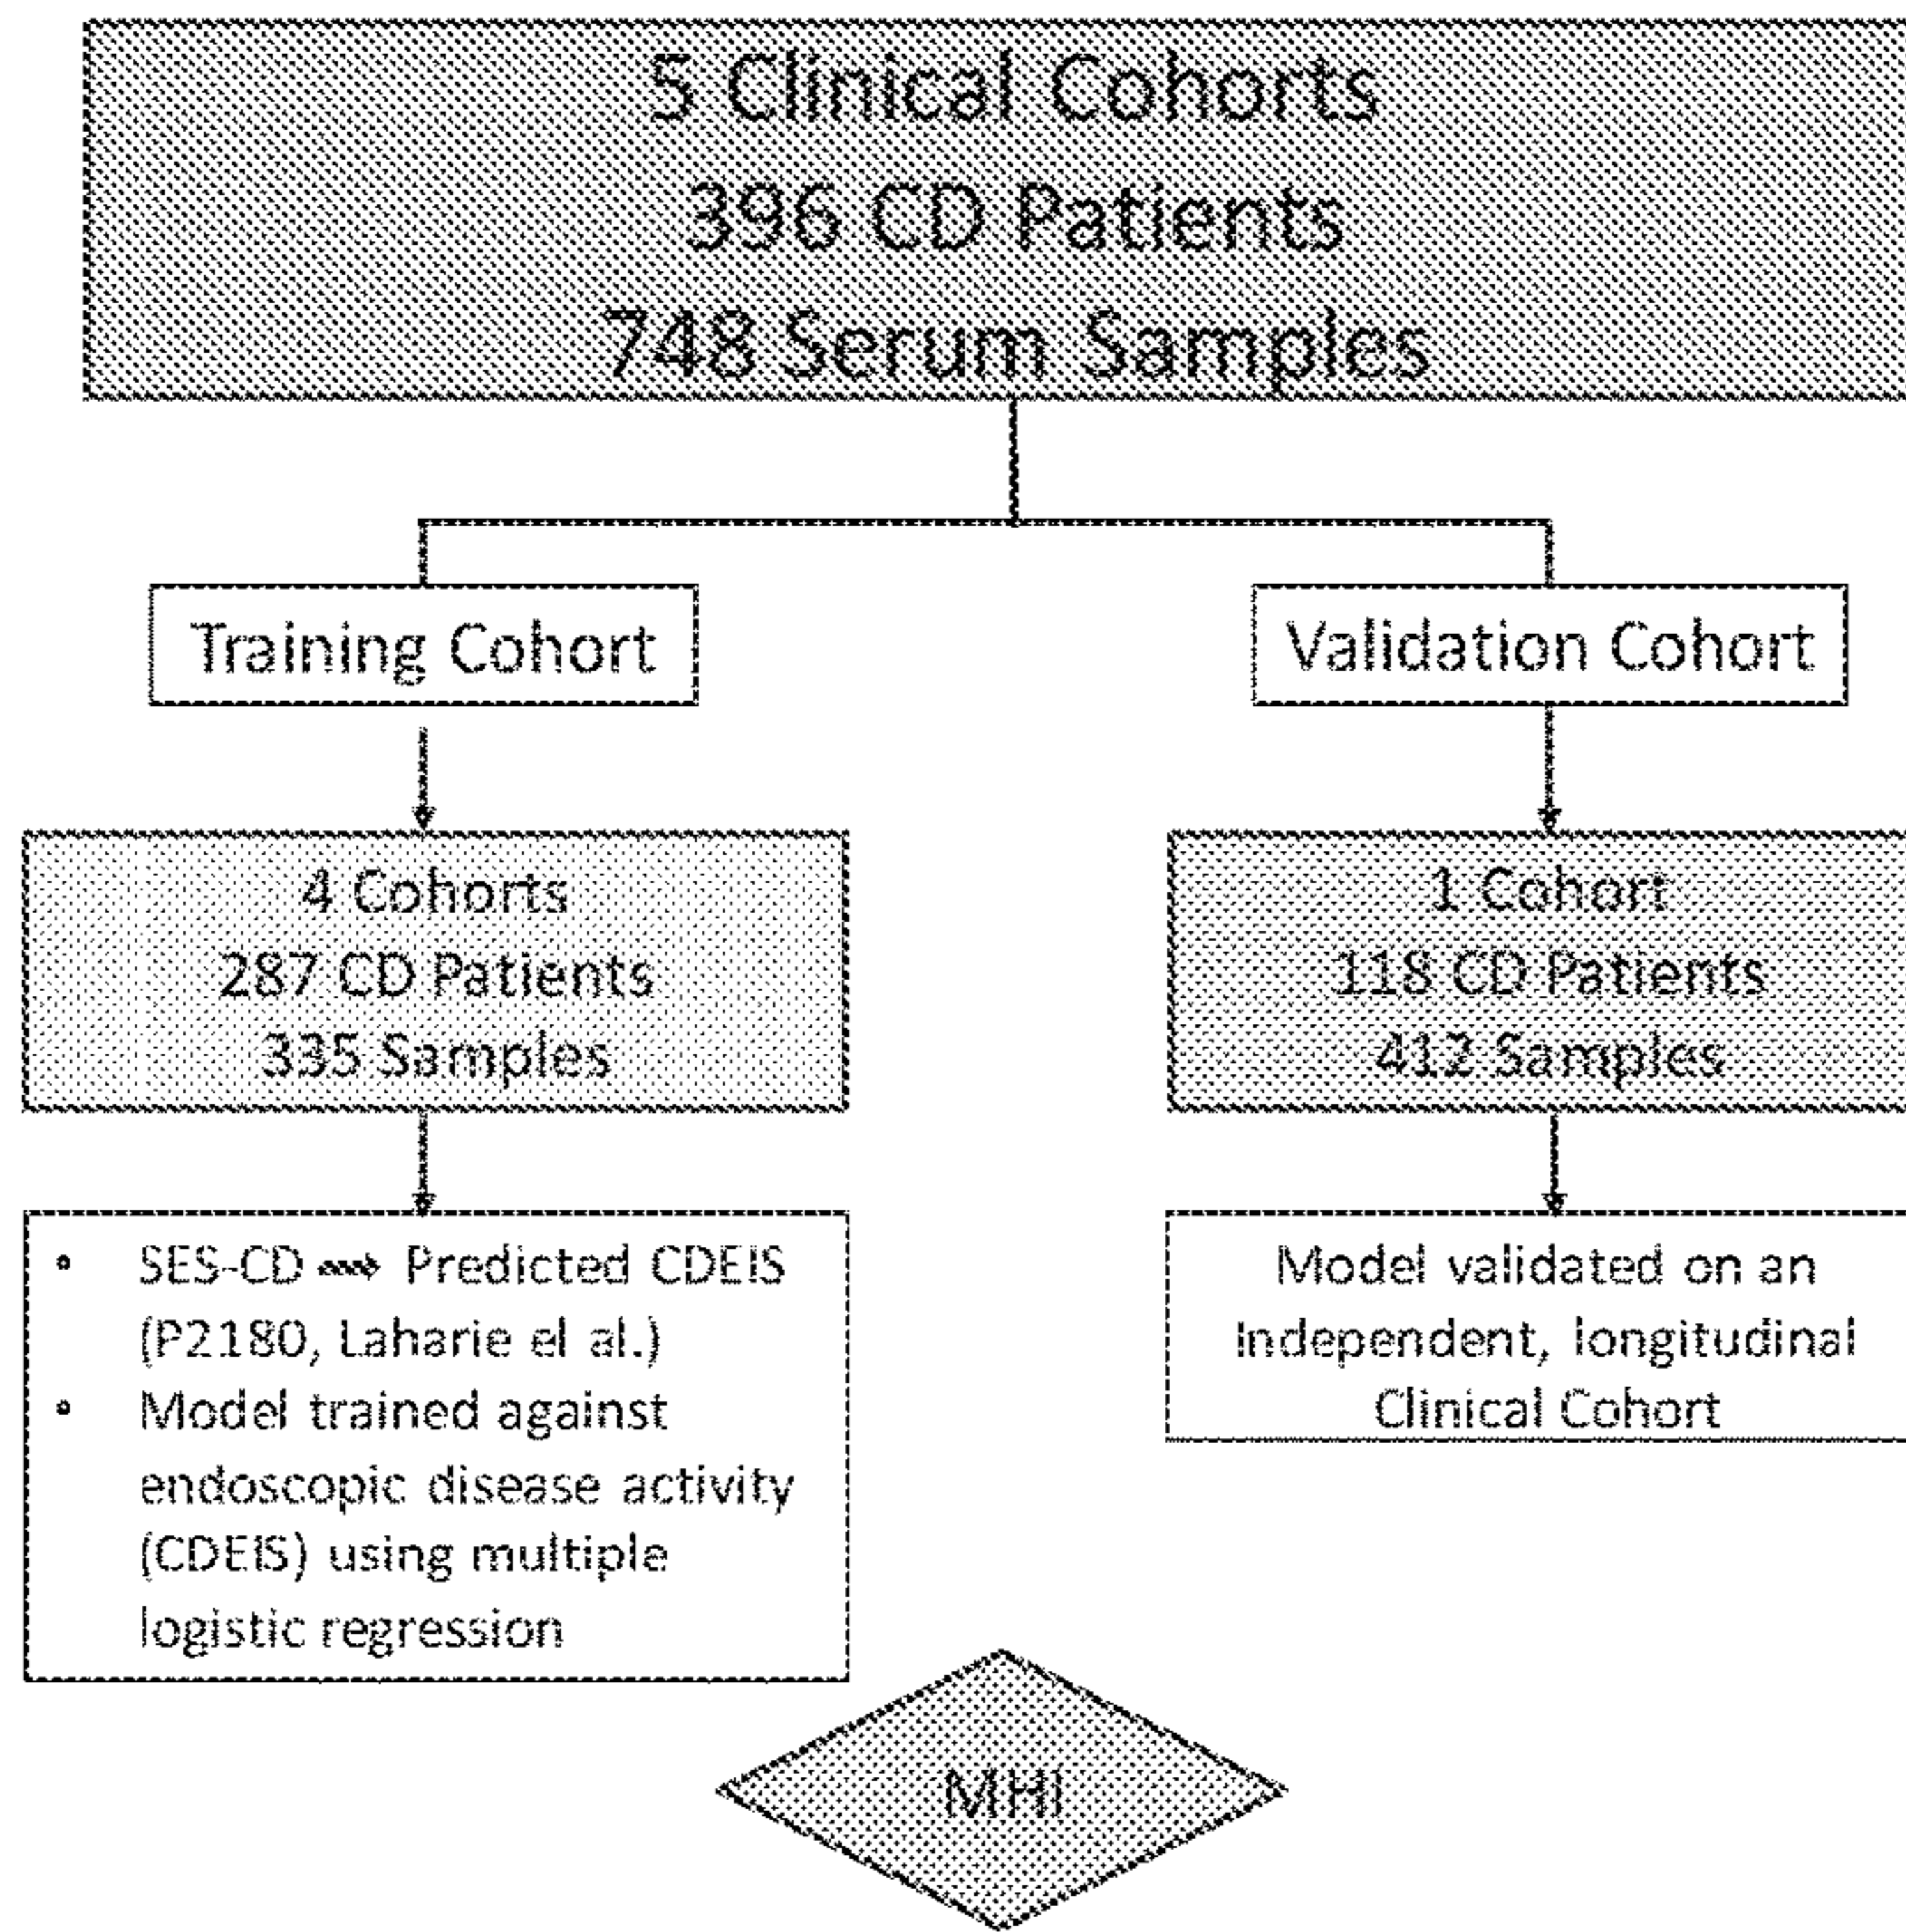 5 Clinical Cohorts
396 CD Patients
748 Serum Samples
Training Cohort
Validation Cohort
4 Cohorts
287 CD Patients
335 Samples
1 Cohort
118 CD Patients
412 Samples
• SES-CD ⟶ Predicted CDEIS
(P2180, Laharie el al.)
• Model trained against
endoscopic disease activity
(CDEIS) using multiple
logistic regression
Model validated on an
Independent, longitudinal
Clinical Cohort
MHI